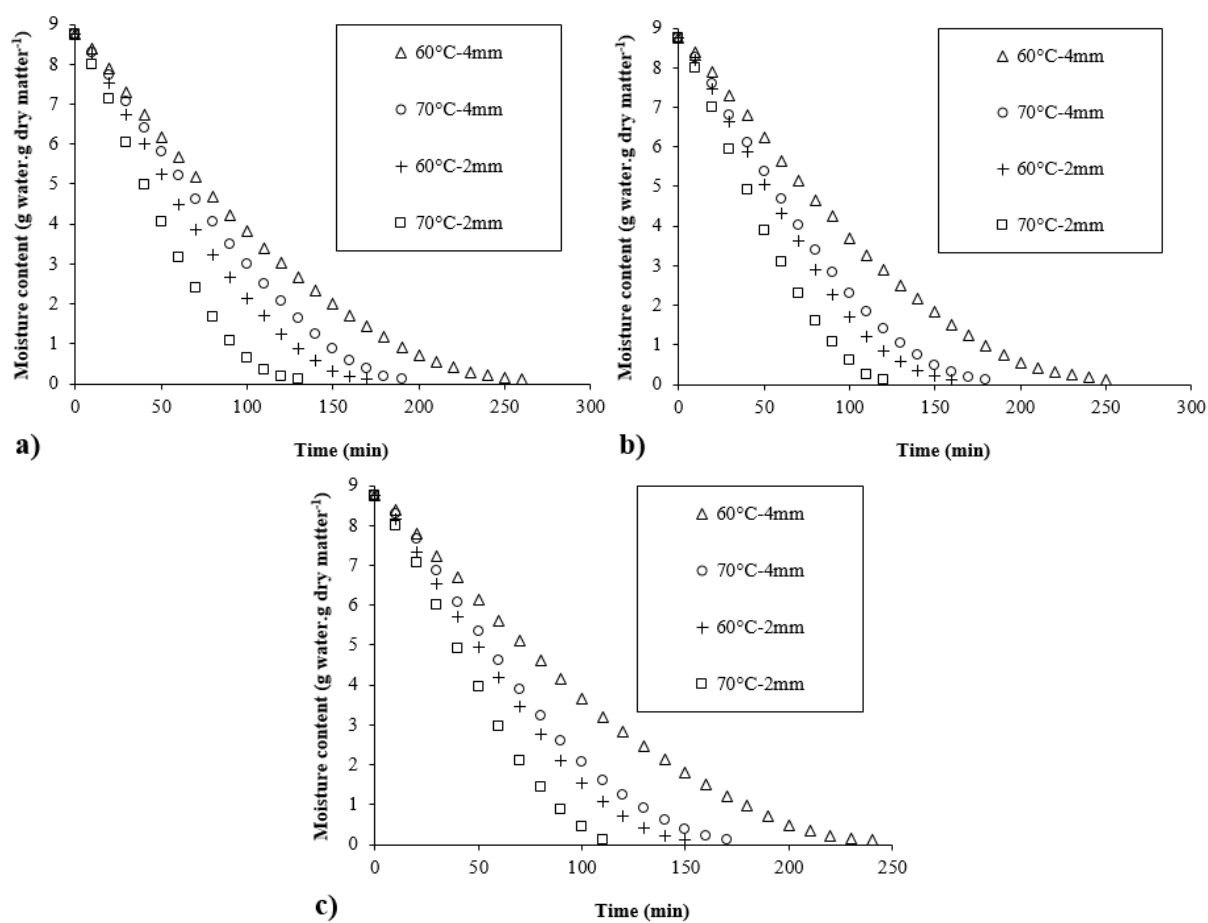 9
8
7
6
5
4
3
2
1
0
0 50 100 150 200 250 300
Moisture content (g water.g dry matter⁻¹)
60°C-4mm
70°C-4mm
60°C-2mm
70°C-2mm
Time (min)
a)
9
8
7
6
5
4
3
2
1
0
0 50 100 150 200 250 300
Moisture content (g water.g dry matter⁻¹)
60°C-4mm
70°C-4mm
60°C-2mm
70°C-2mm
Time (min)
b)
9
8
7
6
5
4
3
2
1
0
0 50 100 150 200 250
Moisture content (g water.g dry matter⁻¹)
60°C-4mm
70°C-4mm
60°C-2mm
70°C-2mm
Time (min)
c)